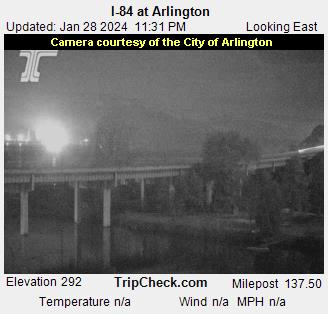 I-84 at Arlington
Updated: Jan 28 2024 11:31 PM Looking East
Camera courtesy of the City of Arlington
Elevation 292 TripCheck.com Milepost 137.50
Temperature n/a Wind n/a MPH n/a